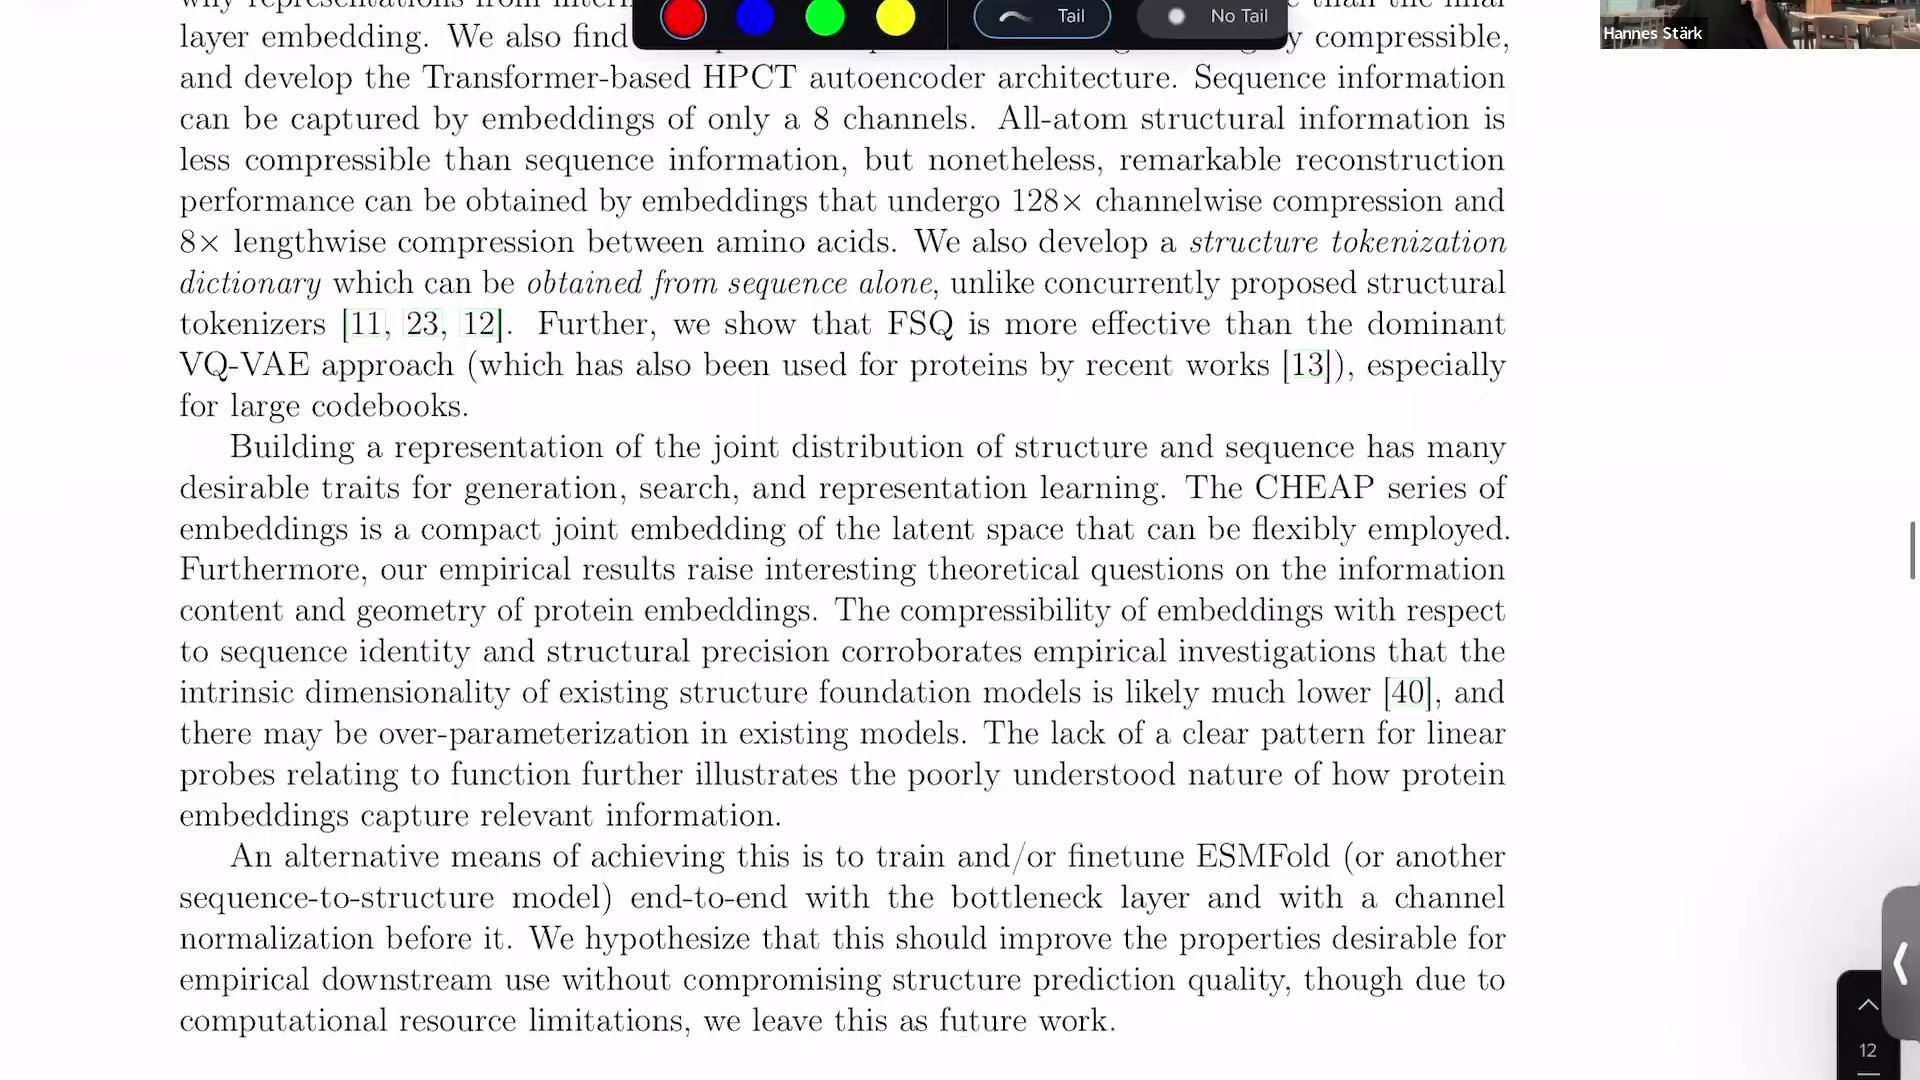 why representations from
than the final
layer embedding. We also find
compressible,
and develop the Transformer-based HPCT autoencoder architecture. Sequence information
can be captured by embeddings of only a 8 channels. All-atom structural information is
less compressible than sequence information, but nonetheless, remarkable reconstruction
performance can be obtained by embeddings that undergo 128× channelwise compression and
8× lengthwise compression between amino acids. We also develop a structure tokenization
dictionary which can be obtained from sequence alone, unlike concurrently proposed structural
tokenizers [11, 23, 12]. Further, we show that FSQ is more effective than the dominant
VQ-VAE approach (which has also been used for proteins by recent works [13]), especially
for large codebooks.
Building a representation of the joint distribution of structure and sequence has many
desirable traits for generation, search, and representation learning. The CHEAP series of
embeddings is a compact joint embedding of the latent space that can be flexibly employed.
Furthermore, our empirical results raise interesting theoretical questions on the information
content and geometry of protein embeddings. The compressibility of embeddings with respect
to sequence identity and structural precision corroborates empirical investigations that the
intrinsic dimensionality of existing structure foundation models is likely much lower [40], and
there may be over-parameterization in existing models. The lack of a clear pattern for linear
probes relating to function further illustrates the poorly understood nature of how protein
embeddings capture relevant information.
An alternative means of achieving this is to train and/or finetune ESMFold (or another
sequence-to-structure model) end-to-end with the bottleneck layer and with a channel
normalization before it. We hypothesize that this should improve the properties desirable for
empirical downstream use without compromising structure prediction quality, though due to
computational resource limitations, we leave this as future work.
Tail
No Tail
Hannes Stärk
12